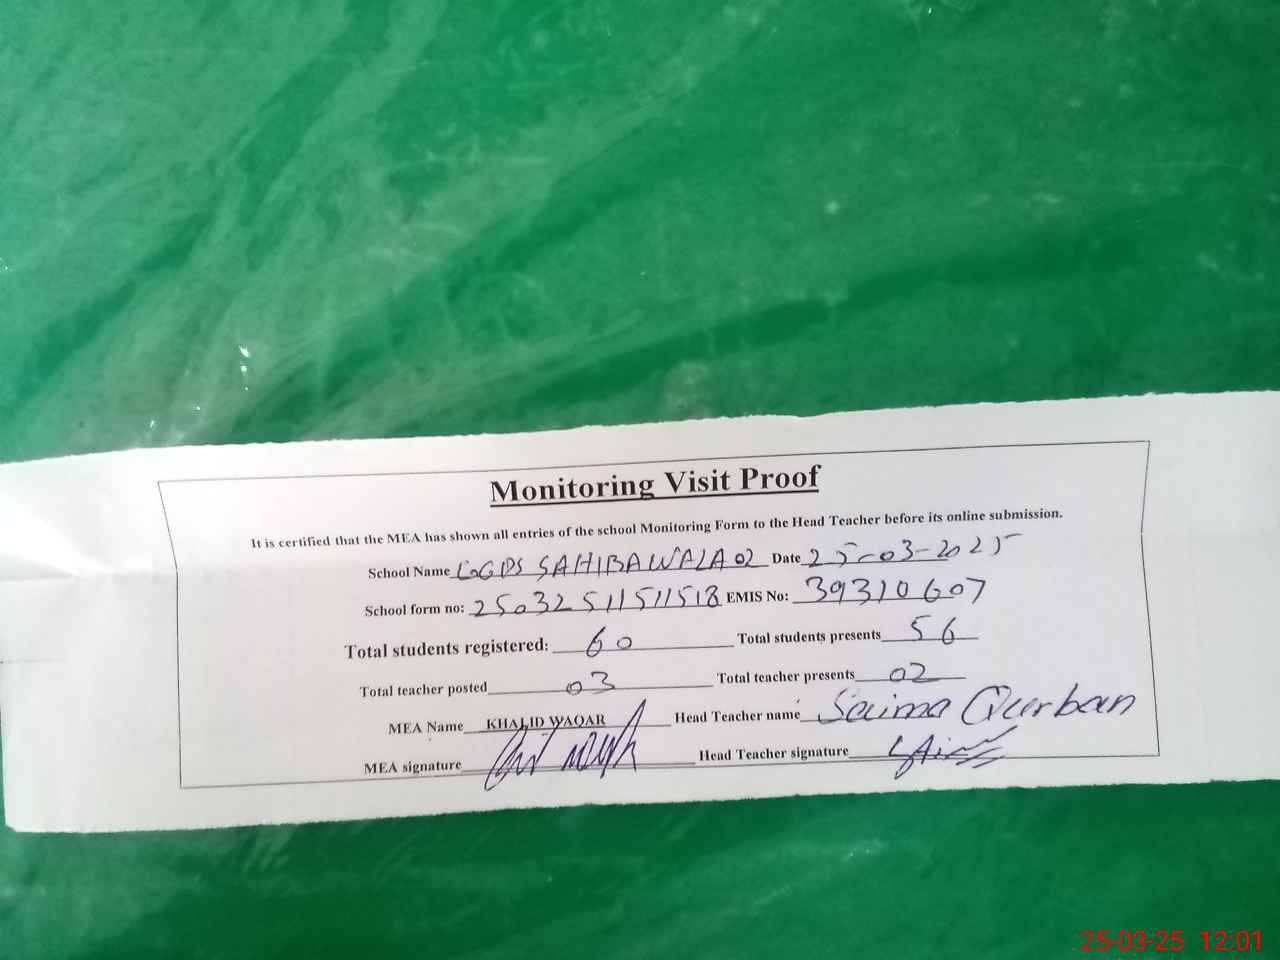 Monitoring Visit Proof
It is certified that the MEA has shown all entries of the school Monitoring Form to the Head Teacher before its online submission.
School Name GGPS SAHIBAWALA 02 Date 25-03-2025
School form no: 25032511511518 EMIS No: 39310607
Total students registered: 60 Total students presents 56
Total teacher posted 03 Total teacher presents 02
MEA Name KHALID WAQAR Head Teacher name Saima Qurban
MEA signature Head Teacher signature
25-03-25 12:01